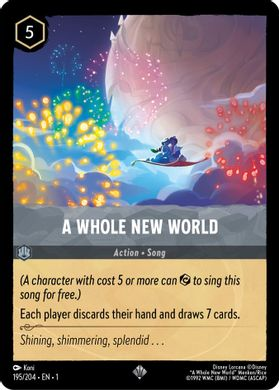 5
A WHOLE NEW WORLD
Action • Song
(A character with cost 5 or more can to sing this
song for free.)
Each player discards their hand and draws 7 cards.
Shining, shimmering, splendid . . .
Koni
195/204 • EN • 1
Disney Lorcana ©Disney
"A Whole New World" Menken/Rice
©1992 WMC (BMI) / WDMC (ASCAP)